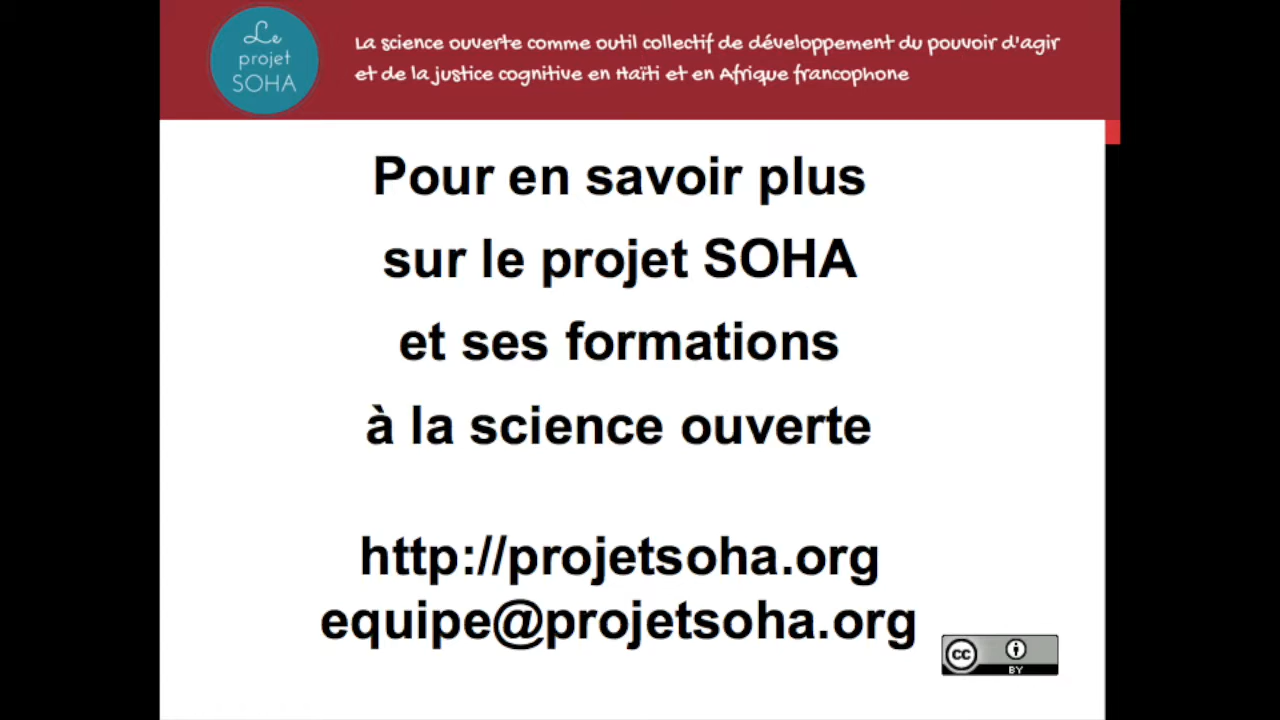 Le
projet
SOHA
La science ouverte comme outil collectif de développement du pouvoir d'agir
et de la justice cognitive en Haïti et en Afrique francophone
Pour en savoir plus
sur le projet SOHA
et ses formations
à la science ouverte
http://projetsoha.org
equipe@projetsoha.org
cc
BY